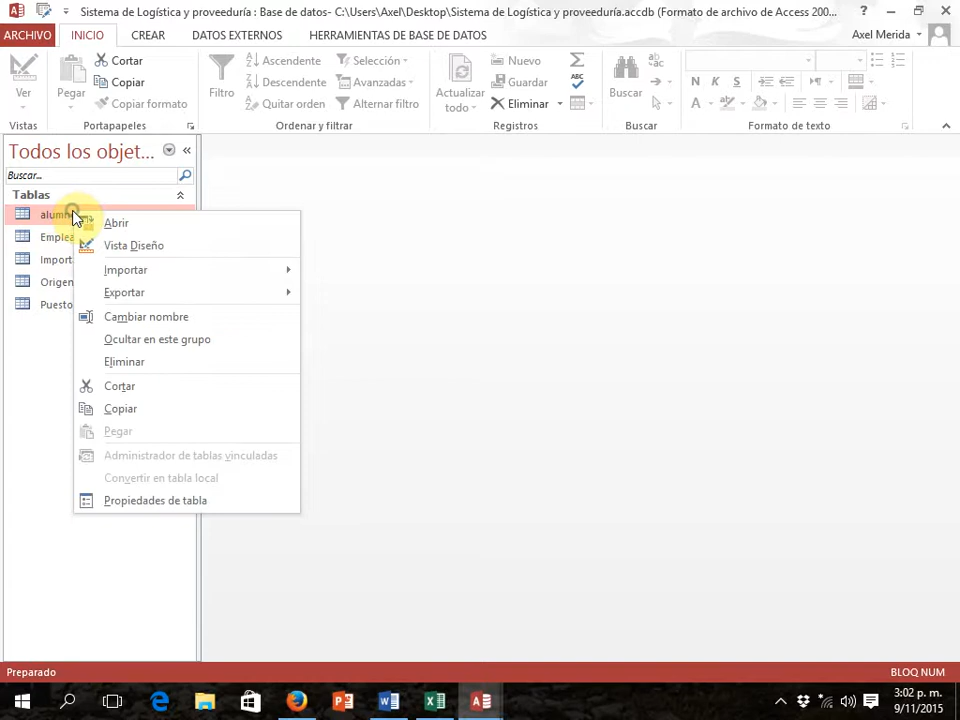 Sistema de Logística y proveeduría : Base de datos- C:\Users\Axel\Desktop\Sistema de Logística y proveeduría.accdb (Formato de archivo de Access 200...
ARCHIVO INICIO CREAR DATOS EXTERNOS HERRAMIENTAS DE BASE DE DATOS Axel Merida
Ver
Vistas
Pegar
Cortar
Copiar
Copiar formato
Portapapeles
Filtro
Ascendente
Descendente
Quitar orden
Selección
Avanzadas
Alternar filtro
Ordenar y filtrar
Actualizar
todo
Nuevo
Guardar
Eliminar
Registros
Buscar
Buscar
N K S
Formato de texto
Todos los objet...
Buscar...
Tablas
Abrir
Vista Diseño
Importar
Exportar
Cambiar nombre
Ocultar en este grupo
Eliminar
Cortar
Copiar
Pegar
Administrador de tablas vinculadas
Convertir en tabla local
Propiedades de tabla
Preparado
BLOQ NUM
3:02 p. m.
9/11/2015